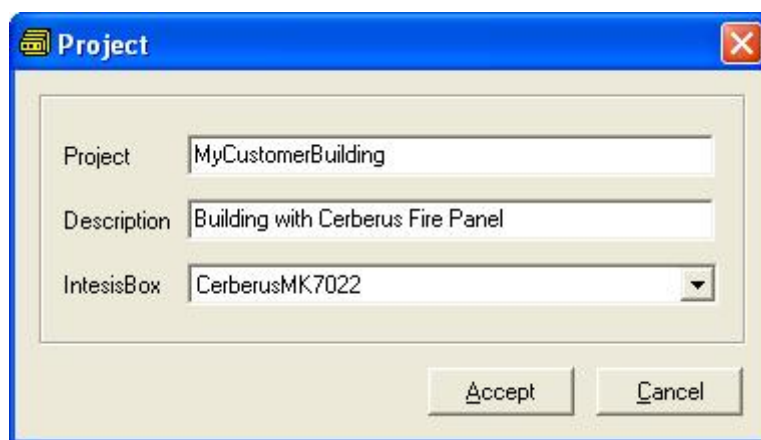 Project
Project MyCustomerBuilding
Description Building with Cerberus Fire Panel
IntesisBox CerberusMK7022
Accept Cancel